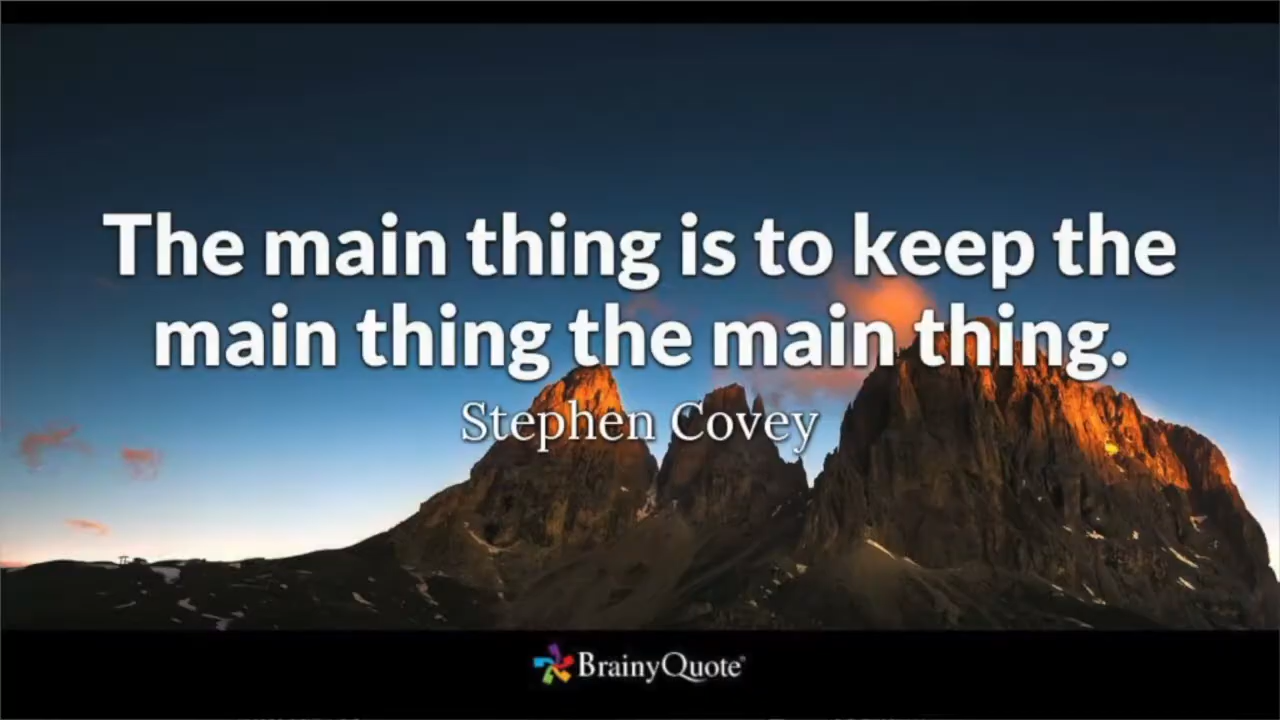 The main thing is to keep the
main thing the main thing.
Stephen Covey
BrainyQuote®